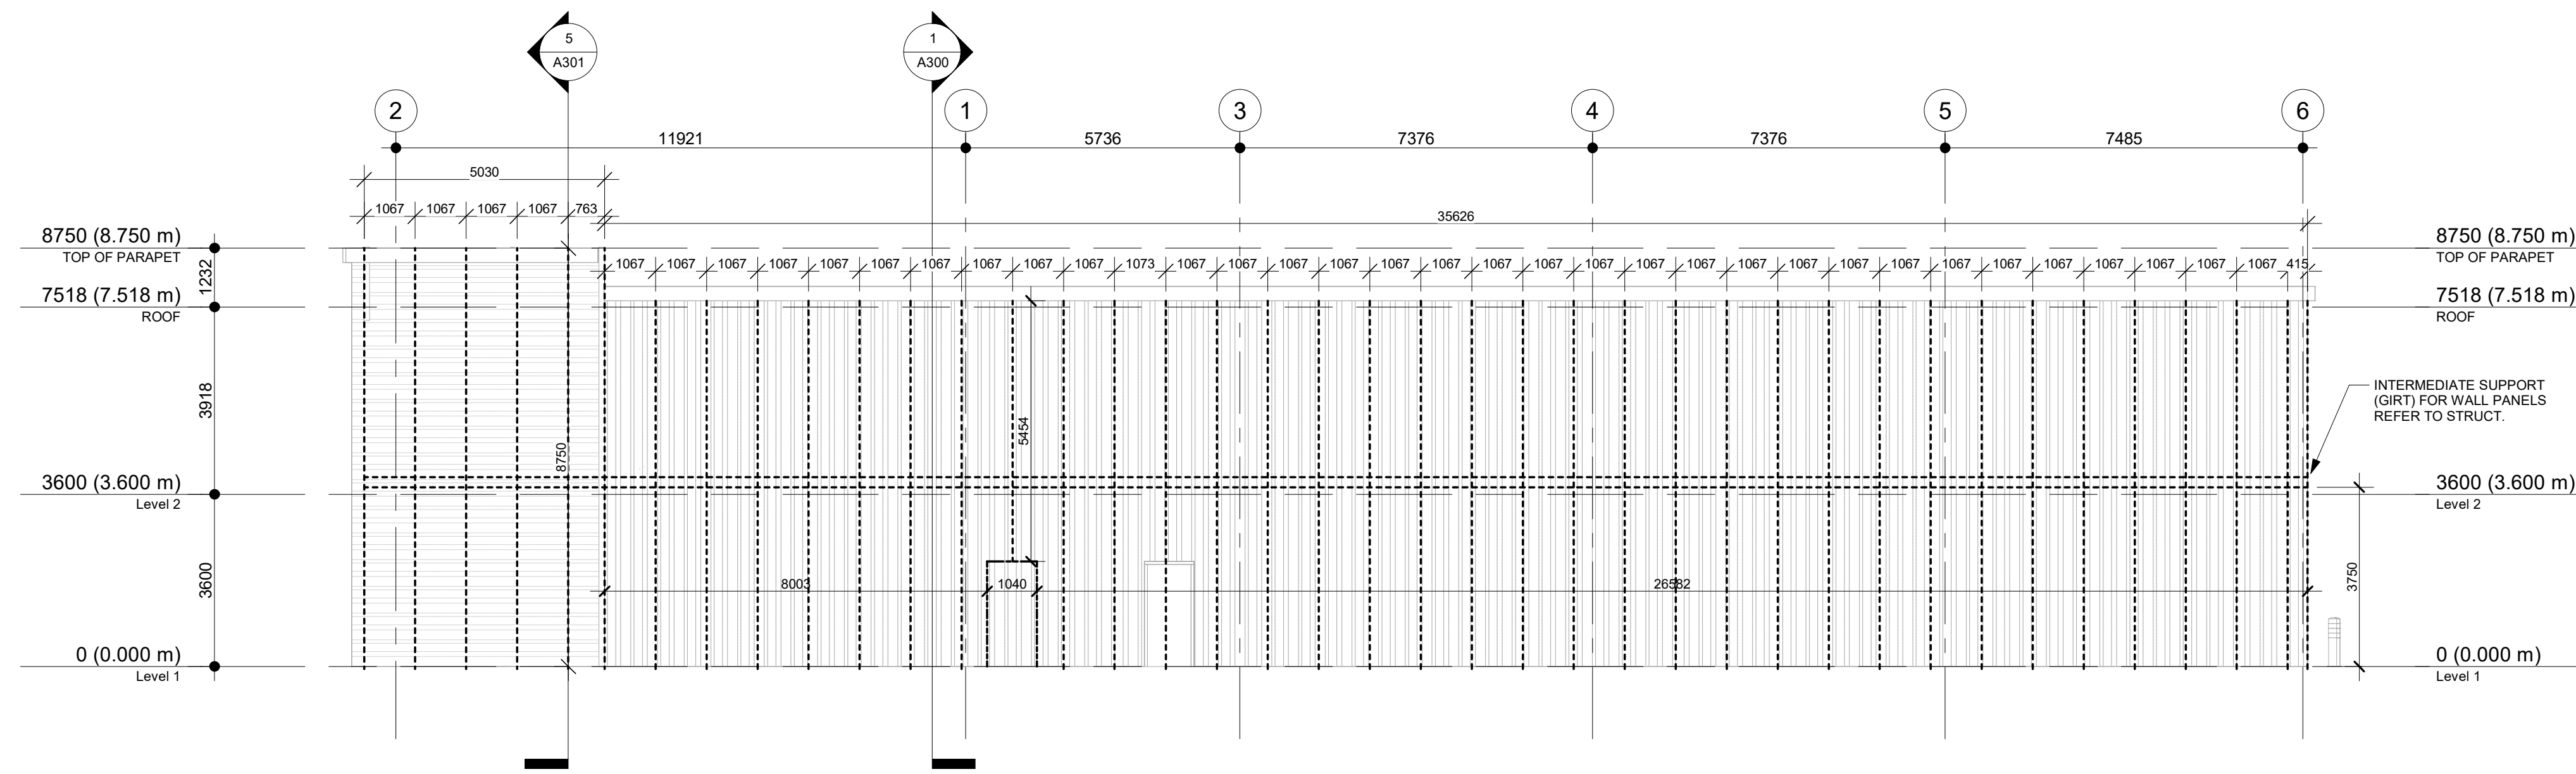 5
A301
1
A300
2
1
3
4
5
6
11921
5736
7376
7376
7485
5030
1067 1067 1067 1067 763
35626
8750 (8.750 m)
TOP OF PARAPET
8750 (8.750 m)
TOP OF PARAPET
1232
1067 1067 1067 1067 1067 1067 1067 1067 1067 1067 1073 1067 1067 1067 1067 1067 1067 1067 1067 1067 1067 1067 1067 1067 1067 1067 1067 1067 1067 1067 1067 1067 1067 415
7518 (7.518 m)
ROOF
7518 (7.518 m)
ROOF
3918
5454
8750
INTERMEDIATE SUPPORT
(GIRT) FOR WALL PANELS
REFER TO STRUCT.
3600 (3.600 m)
Level 2
3600 (3.600 m)
Level 2
3600
8003
1040
26582
3750
0 (0.000 m)
Level 1
0 (0.000 m)
Level 1